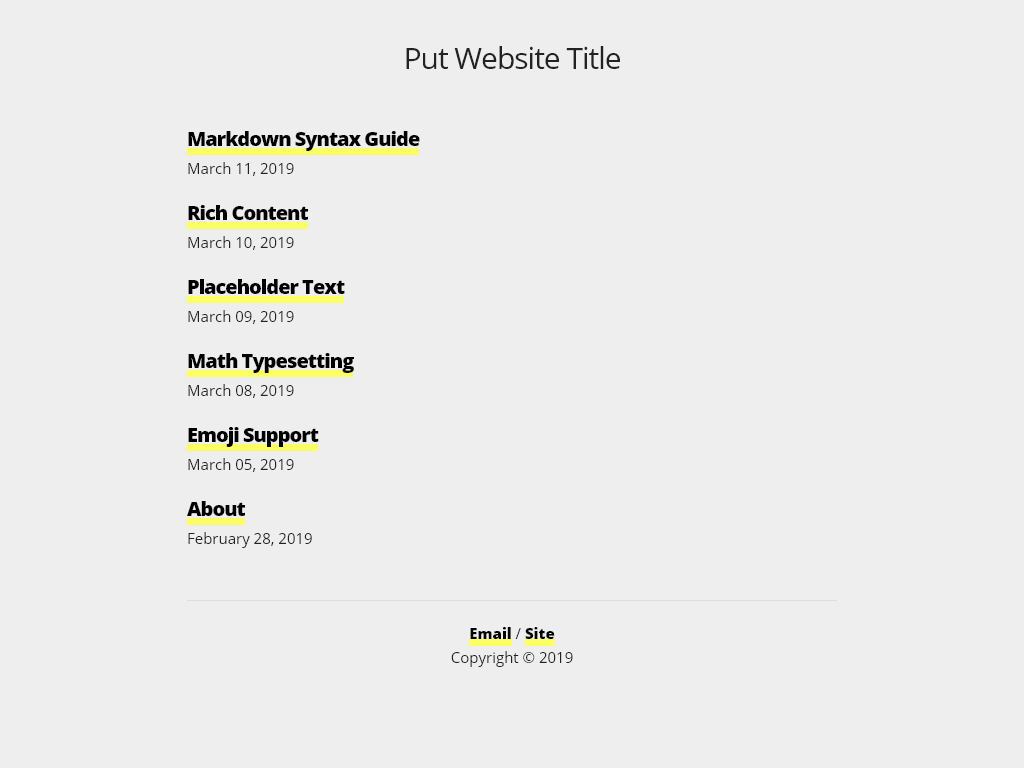 Put Website Title
Markdown Syntax Guide
March 11, 2019
Rich Content
March 10, 2019
Placeholder Text
March 09, 2019
Math Typesetting
March 08, 2019
Emoji Support
March 05, 2019
About
February 28, 2019
Email / Site
Copyright © 2019